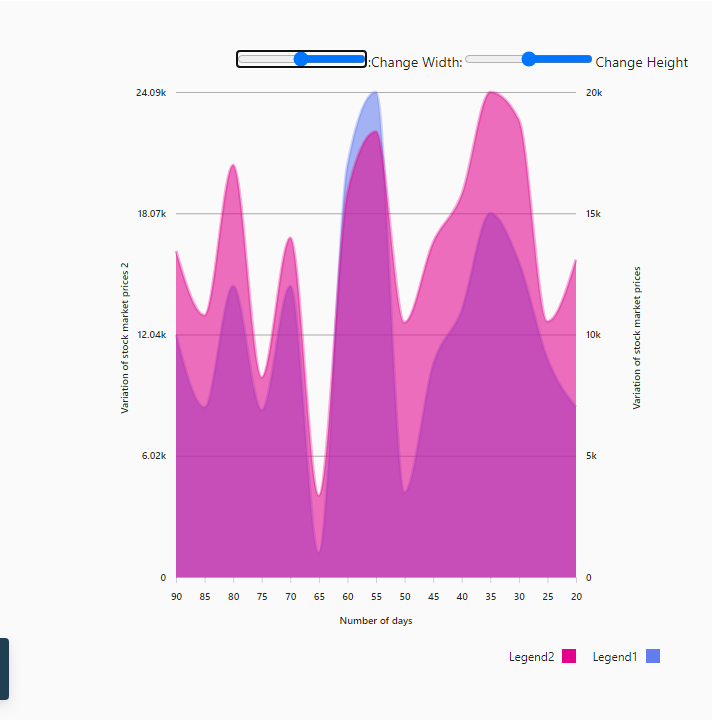 :Change Width: Change Height
24.09k
18.07k
12.04k
6.02k
0
Variation of stock market prices 2
20k
15k
10k
5k
0
Variation of stock market prices
90 85 80 75 70 65 60 55 50 45 40 35 30 25 20
Number of days
Legend2 Legend1